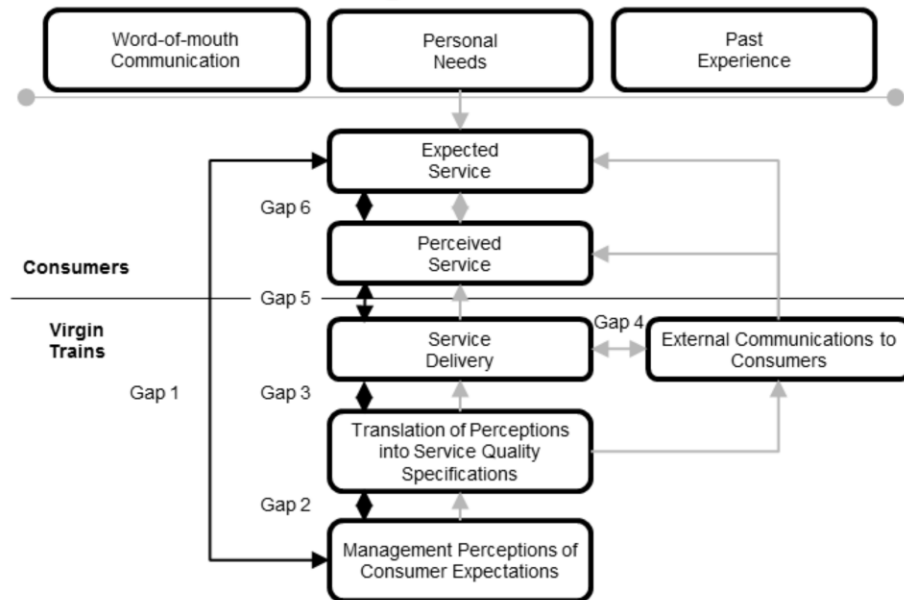 Word-of-mouth
Communication
Personal
Needs
Past
Experience
Expected
Service
Gap 6
Perceived
Service
Consumers
Gap 5
Virgin
Trains
Service
Delivery
Gap 4
External Communications to
Consumers
Gap 1
Gap 3
Translation of Perceptions
into Service Quality
Specifications
Gap 2
Management Perceptions of
Consumer Expectations